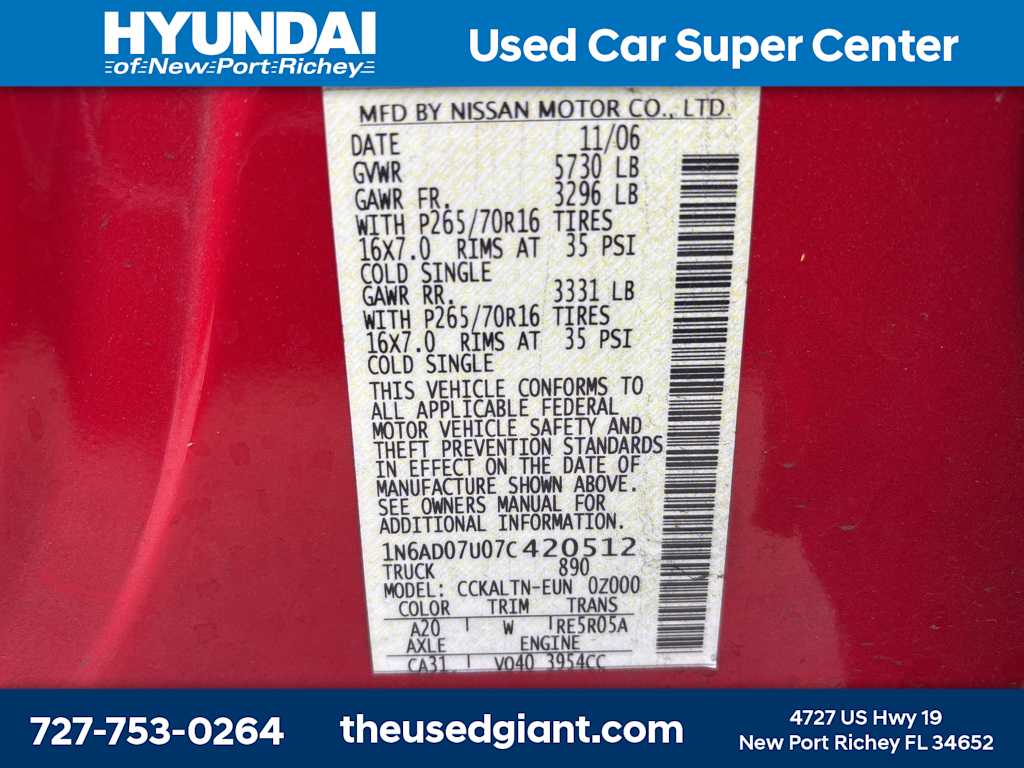 HYUNDAI
of New Port Richey
Used Car Super Center
MFD BY NISSAN MOTOR CO., LTD.
DATE 11/06
GVWR 5730 LB
GAWR FR. 3296 LB
WITH P265/70R16 TIRES
16X7.0 RIMS AT 35 PSI
COLD SINGLE
GAWR RR. 3331 LB
WITH P265/70R16 TIRES
16X7.0 RIMS AT 35 PSI
COLD SINGLE
THIS VEHICLE CONFORMS TO
ALL APPLICABLE FEDERAL
MOTOR VEHICLE SAFETY AND
THEFT PREVENTION STANDARDS
IN EFFECT ON THE DATE OF
MANUFACTURE SHOWN ABOVE.
SEE OWNERS MANUAL FOR
ADDITIONAL INFORMATION.
1N6AD07U07C420512
TRUCK 890
MODEL: CCKALTN-EUN 0Z000
COLOR TRIM TRANS
A20 W RE5R05A
AXLE ENGINE
CA31 VQ40 3954CC
727-753-0264
theusedgiant.com
4727 US Hwy 19
New Port Richey FL 34652